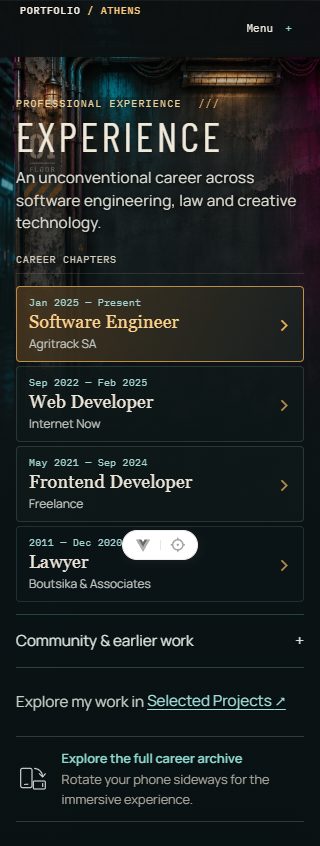 PORTFOLIO / ATHENS
Menu +
PROFESSIONAL EXPERIENCE ///
EXPERIENCE
An unconventional career across
software engineering, law and creative
technology.
CAREER CHAPTERS
Jan 2025 — Present
Software Engineer
Agritrack SA
Sep 2022 — Feb 2025
Web Developer
Internet Now
May 2021 — Sep 2024
Frontend Developer
Freelance
2011 — Dec 2020
Lawyer
Boutsika & Associates
Community & earlier work +
Explore my work in Selected Projects ↗
Explore the full career archive
Rotate your phone sideways for the
immersive experience.